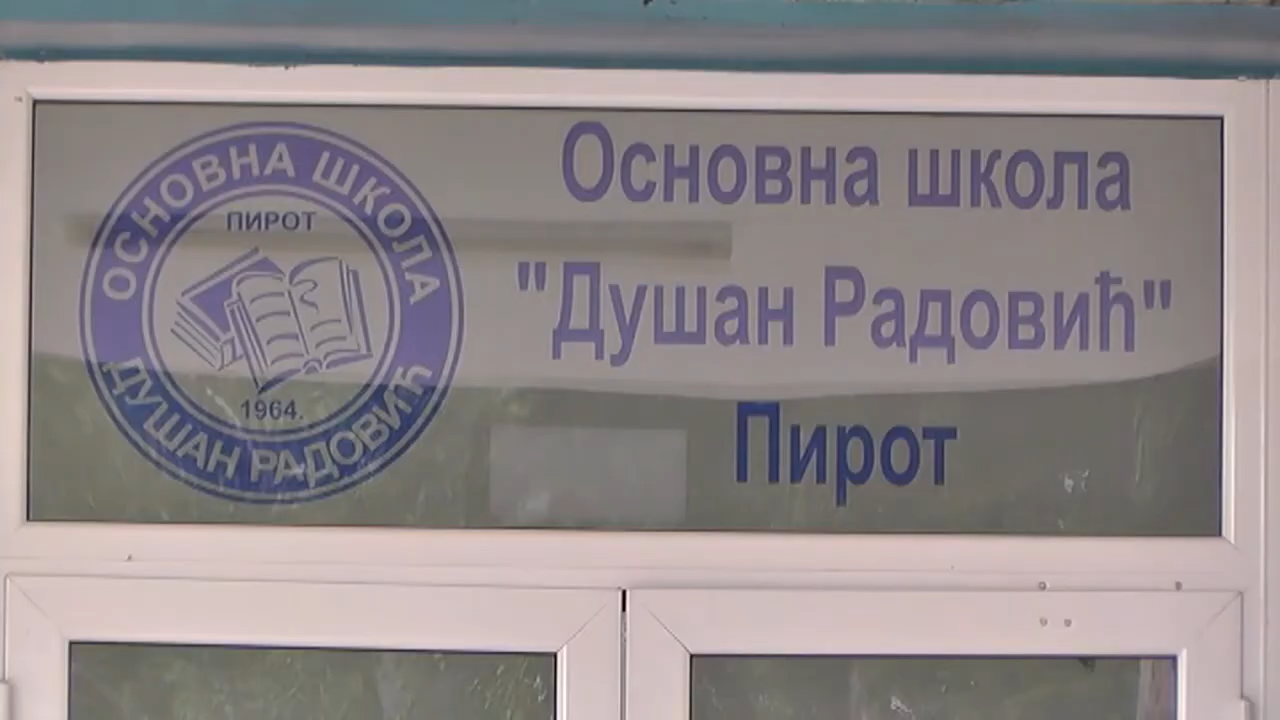 ОСНОВНА ШКОЛА
ПИРОТ
1964.
ДУШАН РАДОВИЋ
Основна школа
"Душан Радовић"
Пирот